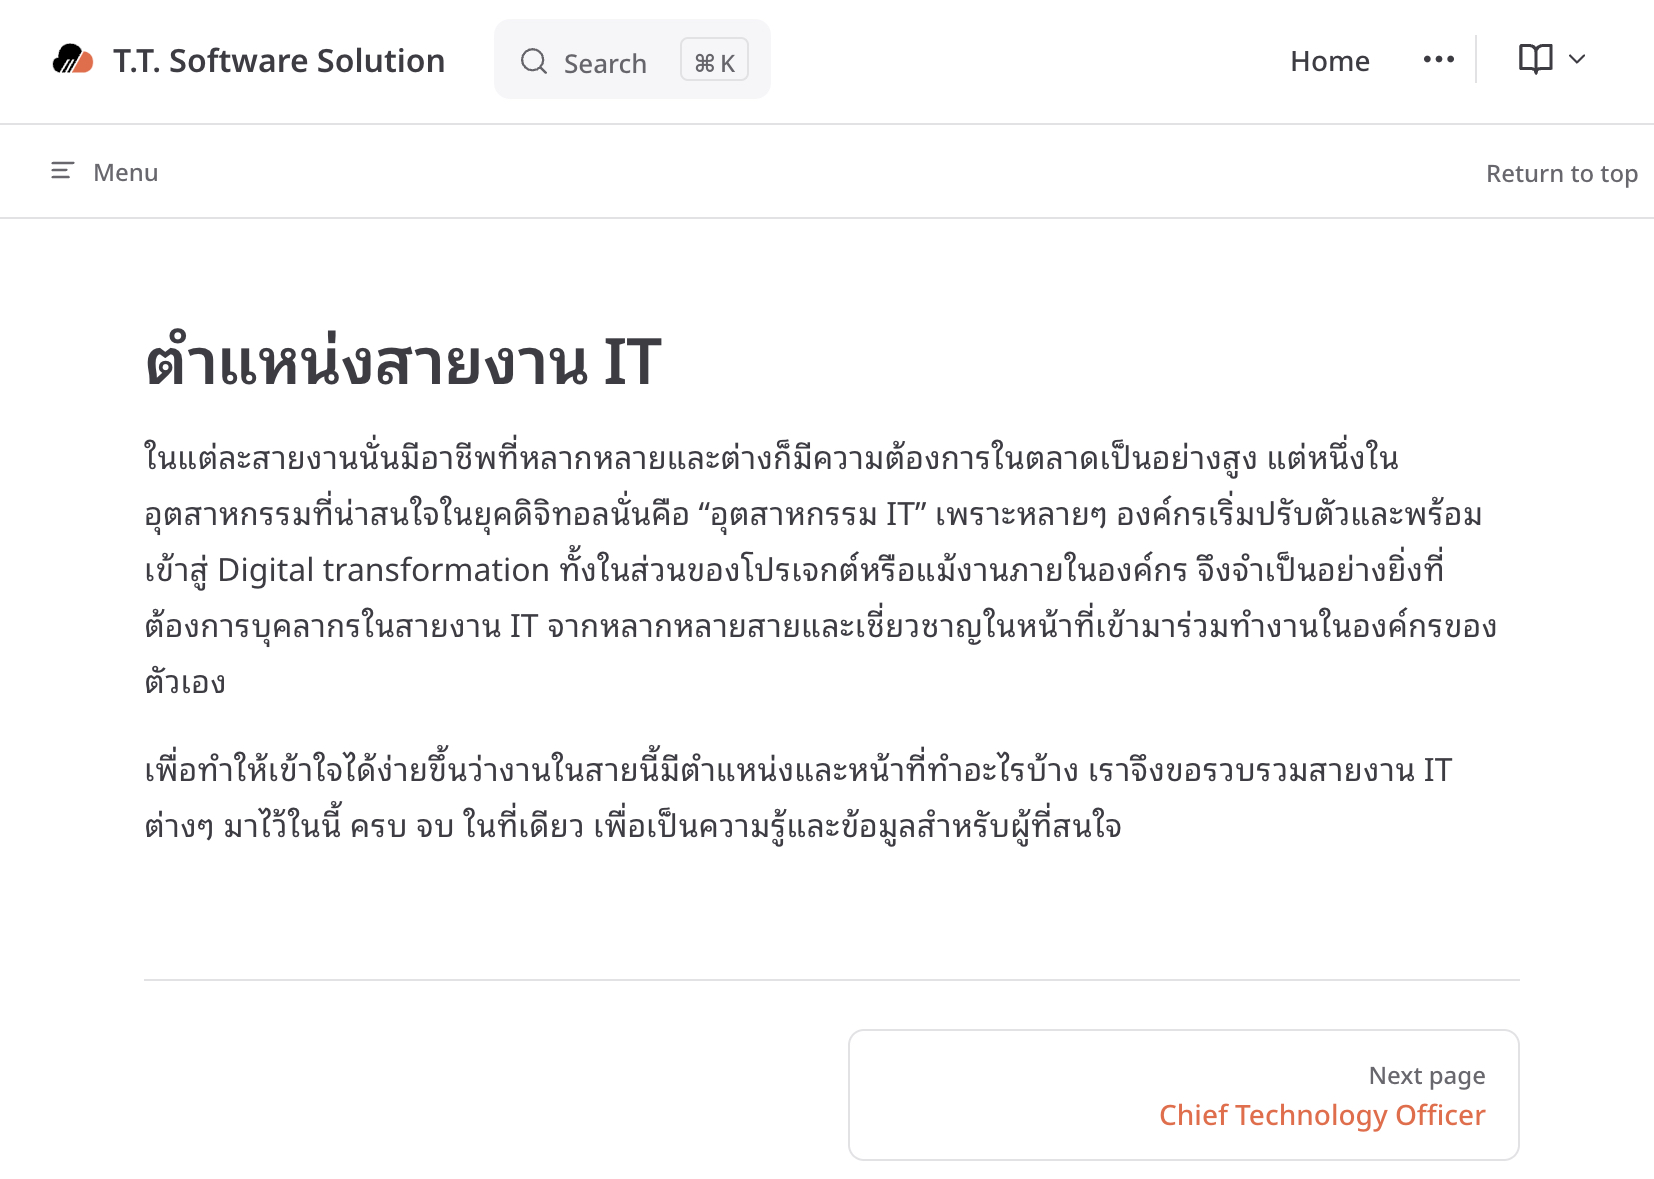 T.T. Software Solution
Search
⌘ K
Home
Menu
Return to top
ตำแหน่งสายงาน IT
ในแต่ละสายงานนั่นมีอาชีพที่หลากหลายและต่างก็มีความต้องการในตลาดเป็นอย่างสูง แต่หนึ่งใน
อุตสาหกรรมที่น่าสนใจในยุคดิจิทอลนั่นคือ “อุตสาหกรรม IT” เพราะหลายๆ องค์กรเริ่มปรับตัวและพร้อม
เข้าสู่ Digital transformation ทั้งในส่วนของโปรเจกต์หรือแม้งานภายในองค์กร จึงจำเป็นอย่างยิ่งที่
ต้องการบุคลากรในสายงาน IT จากหลากหลายสายและเชี่ยวชาญในหน้าที่เข้ามาร่วมทำงานในองค์กรของ
ตัวเอง
เพื่อทำให้เข้าใจได้ง่ายขึ้นว่างานในสายนี้มีตำแหน่งและหน้าที่ทำอะไรบ้าง เราจึงขอรวบรวมสายงาน IT
ต่างๆ มาไว้ในนี้ ครบ จบ ในที่เดียว เพื่อเป็นความรู้และข้อมูลสำหรับผู้ที่สนใจ
Next page
Chief Technology Officer